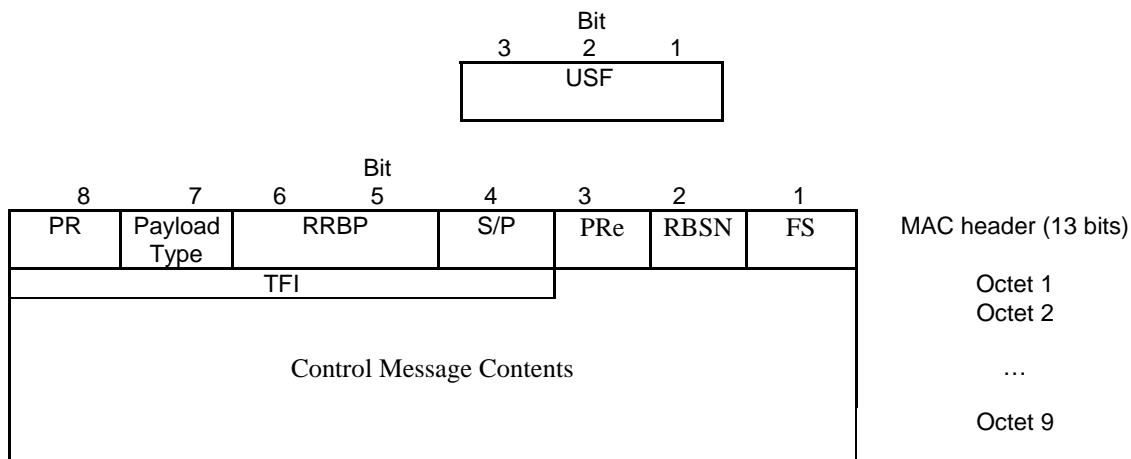 Bit
3 2 1
USF
Bit
8 7 6 5 4 3 2 1
PR Payload Type RRBP S/P PRe RBSN FS MAC header (13 bits)
TFI Octet 1
Octet 2
Control Message Contents …
Octet 9